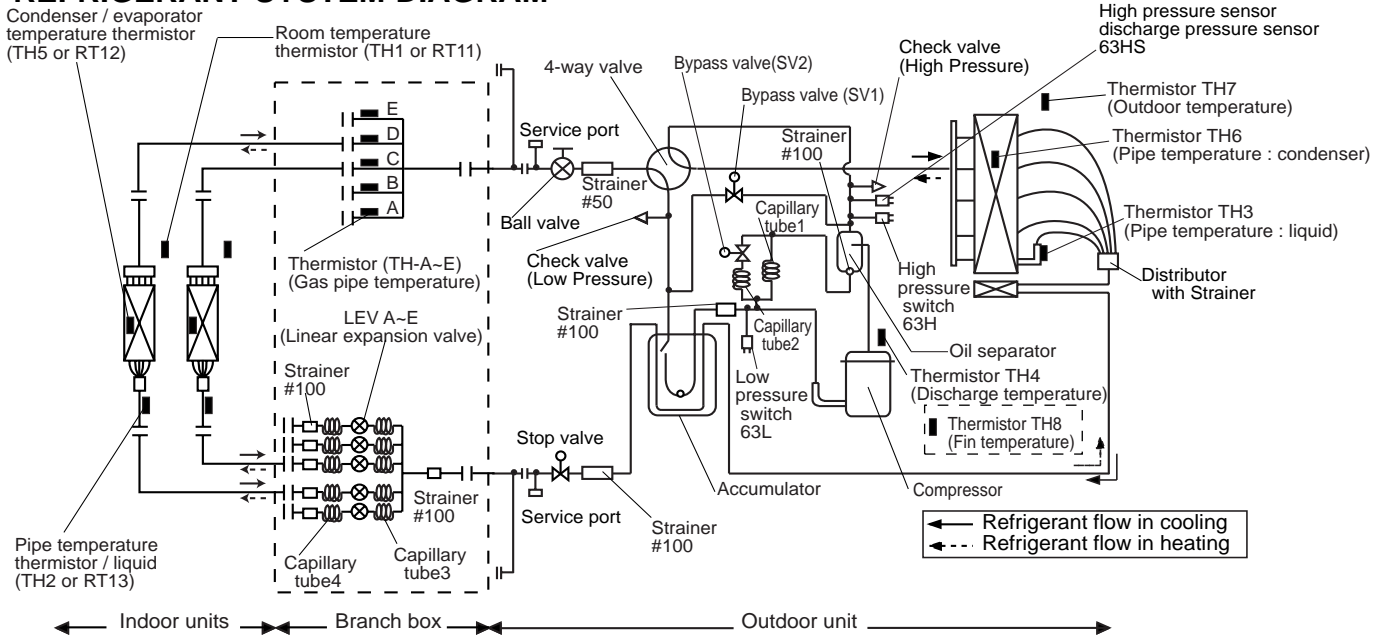 REFRIGERANT SYSTEM DIAGRAM
Condenser / evaporator
temperature thermistor
(TH5 or RT12)
Room temperature
thermistor (TH1 or RT11)
4-way valve
Bypass valve(SV2)
Bypass valve (SV1)
Check valve
(High Pressure)
High pressure sensor
discharge pressure sensor
63HS
Thermistor TH7
(Outdoor temperature)
Thermistor TH6
(Pipe temperature : condenser)
Thermistor TH3
(Pipe temperature : liquid)
Distributor
with Strainer
E
D
C
B
A
Service port
Strainer
#50
Ball valve
Strainer
#100
Thermistor (TH-A~E)
(Gas pipe temperature)
Check valve
(Low Pressure)
Capillary
tube1
High
pressure
switch
63H
LEV A~E
(Linear expansion valve)
Strainer
#100
Capillary
tube2
Oil separator
Strainer
#100
Low
pressure
switch
63L
Thermistor TH4
(Discharge temperature)
Thermistor TH8
(Fin temperature)
Stop valve
Strainer
#100
Accumulator
Compressor
Service port
Strainer
#100
Refrigerant flow in cooling
Refrigerant flow in heating
Pipe temperature
thermistor / liquid
(TH2 or RT13)
Capillary
tube4
Capillary
tube3
Indoor units
Branch box
Outdoor unit